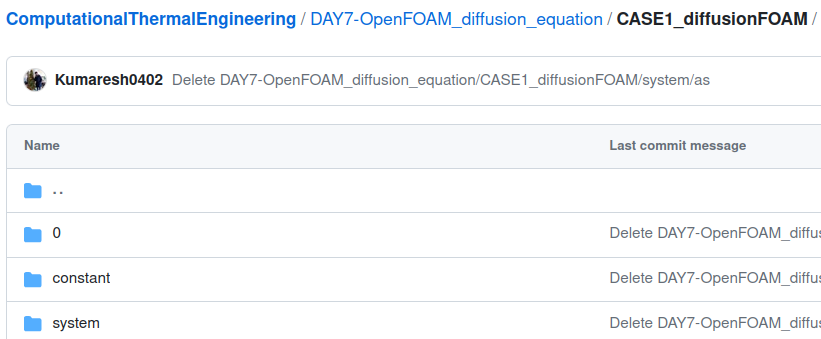 ComputationalThermalEngineering / DAY7-OpenFOAM_diffusion_equation / CASE1_diffusionFOAM /
Kumaresh0402 Delete DAY7-OpenFOAM_diffusion_equation/CASE1_diffusionFOAM/system/as
Name Last commit message
..
0 Delete DAY7-OpenFOAM_diffus
constant Delete DAY7-OpenFOAM_diffus
system Delete DAY7-OpenFOAM_diffus